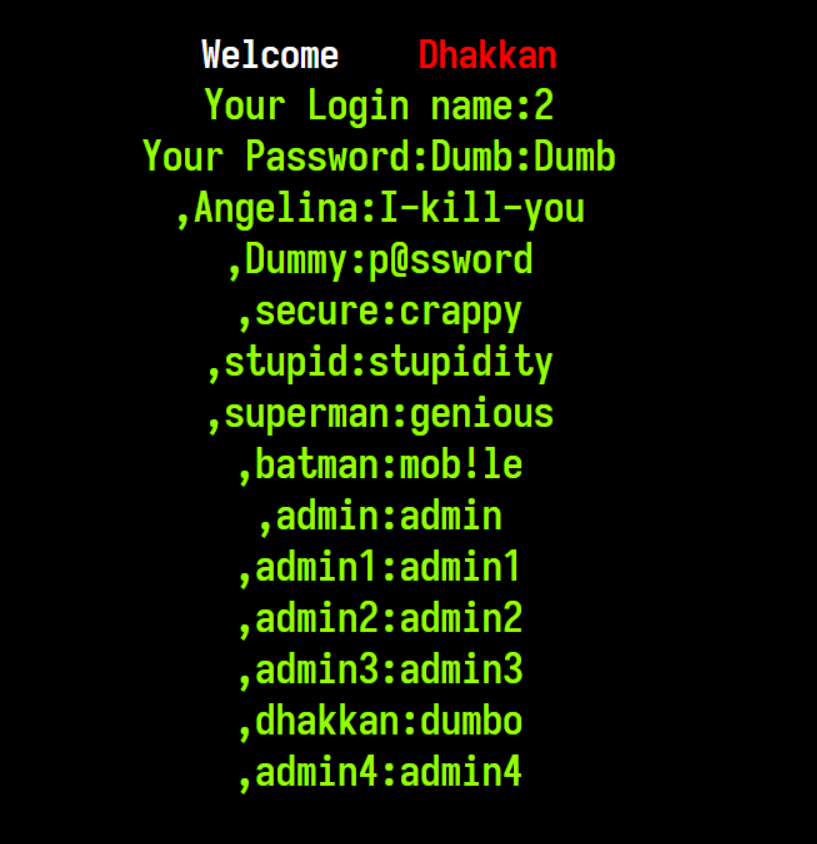 Welcome    Dhakkan
Your Login name:2
Your Password:Dumb:Dumb
,Angelina:I-kill-you
,Dummy:p@ssword
,secure:crappy
,stupid:stupidity
,superman:genious
,batman:mob!le
,admin:admin
,admin1:admin1
,admin2:admin2
,admin3:admin3
,dhakkan:dumbo
,admin4:admin4